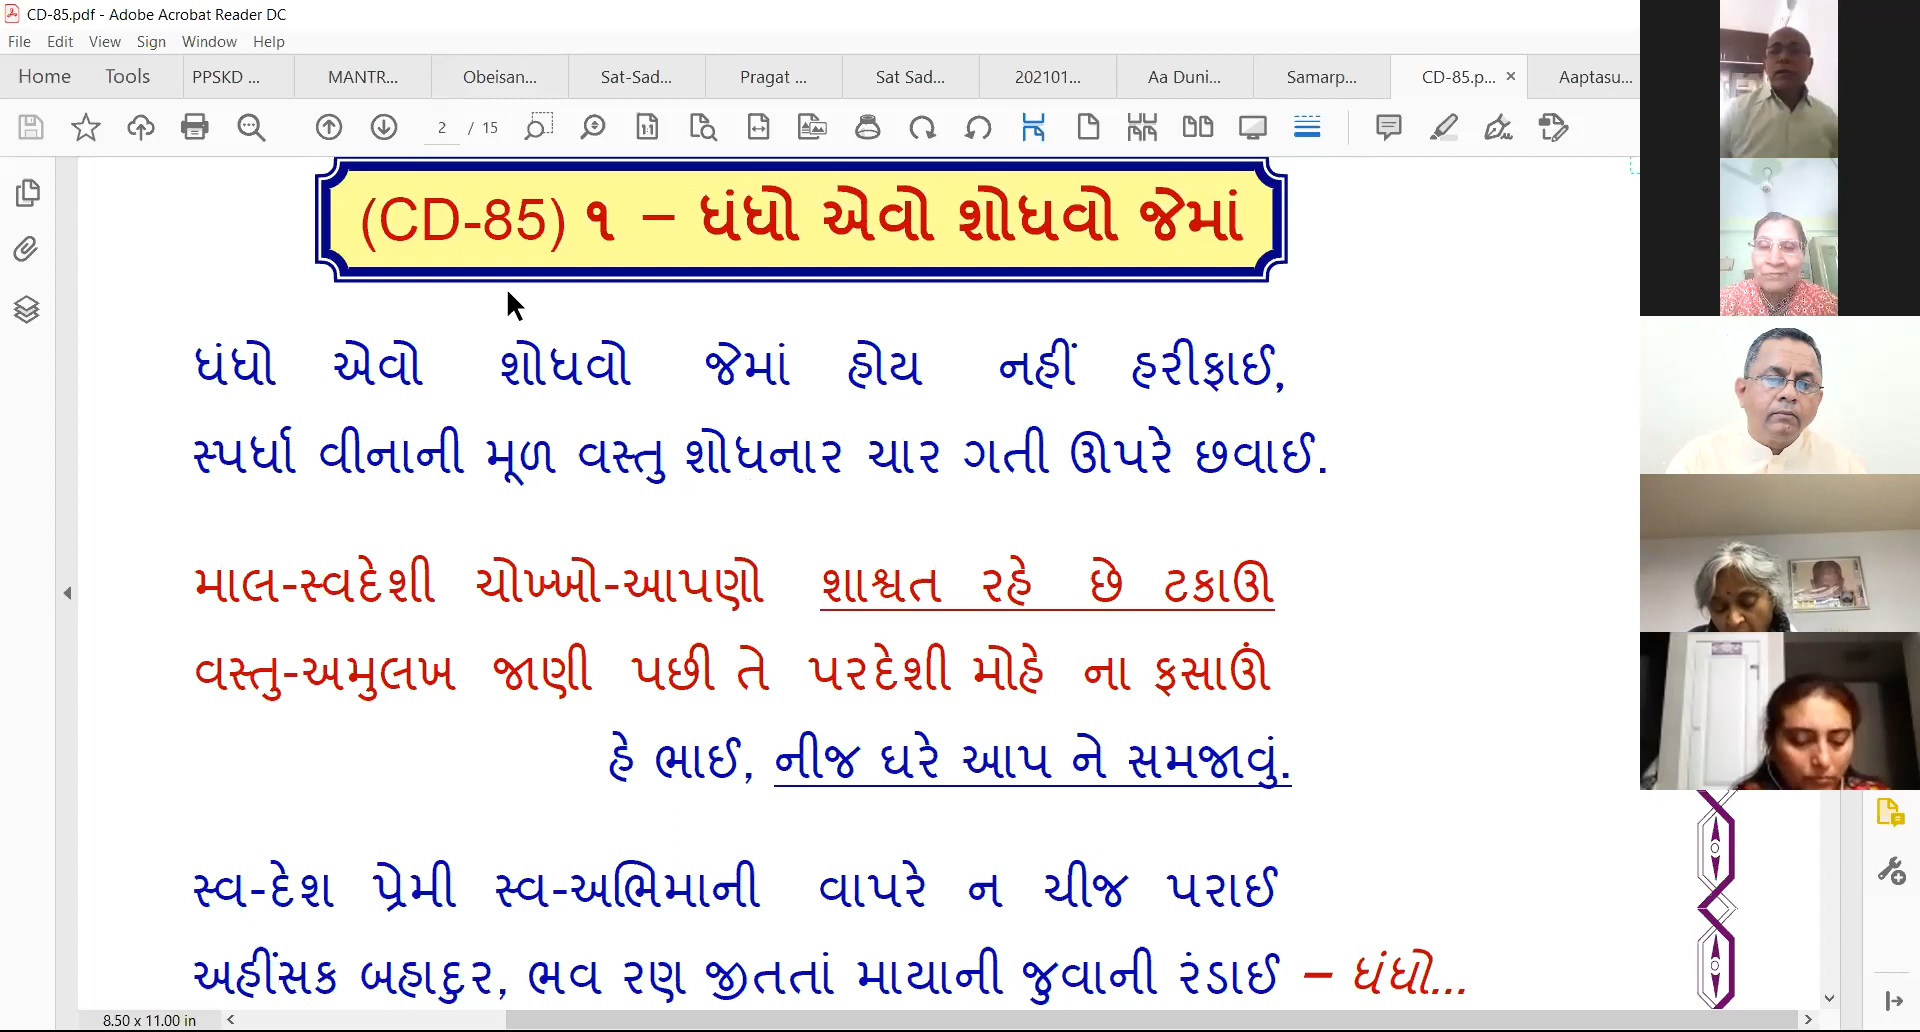 CD-85.pdf - Adobe Acrobat Reader DC
File Edit View Sign Window Help
Home Tools PPSKD ... MANTR... Obeisan... Sat-Sad... Pragat ... Sat Sad... 202101... Aa Duni... Samarp... CD-85.p... × Aaptasu...
2 / 15
(CD-85) ૧ – ધંધો એવો શોધવો જેમાં
ધંધો એવો શોધવો જેમાં હોય નહીં હરીફાઈ,
સ્પર્ધા વીનાની મૂળ વસ્તુ શોધનાર ચાર ગતી ઊપરે છવાઈ.
માલ-સ્વદેશી ચોખ્ખો-આપણો શાશ્વત રહે છે ટકાઊ
વસ્તુ-અમુલખ જાણી પછી તે પરદેશી મોહે ના ફસાઊં
હે ભાઈ, નીજ ઘરે આપ ને સમજાવું.
સ્વ-દેશ પ્રેમી સ્વ-અભિમાની વાપરે ન ચીજ પરાઈ
અહીંસક બહાદુર, ભવ રણ જીતતાં માયાની જુવાની રંડાઈ – ધંધો...
8.50 x 11.00 in